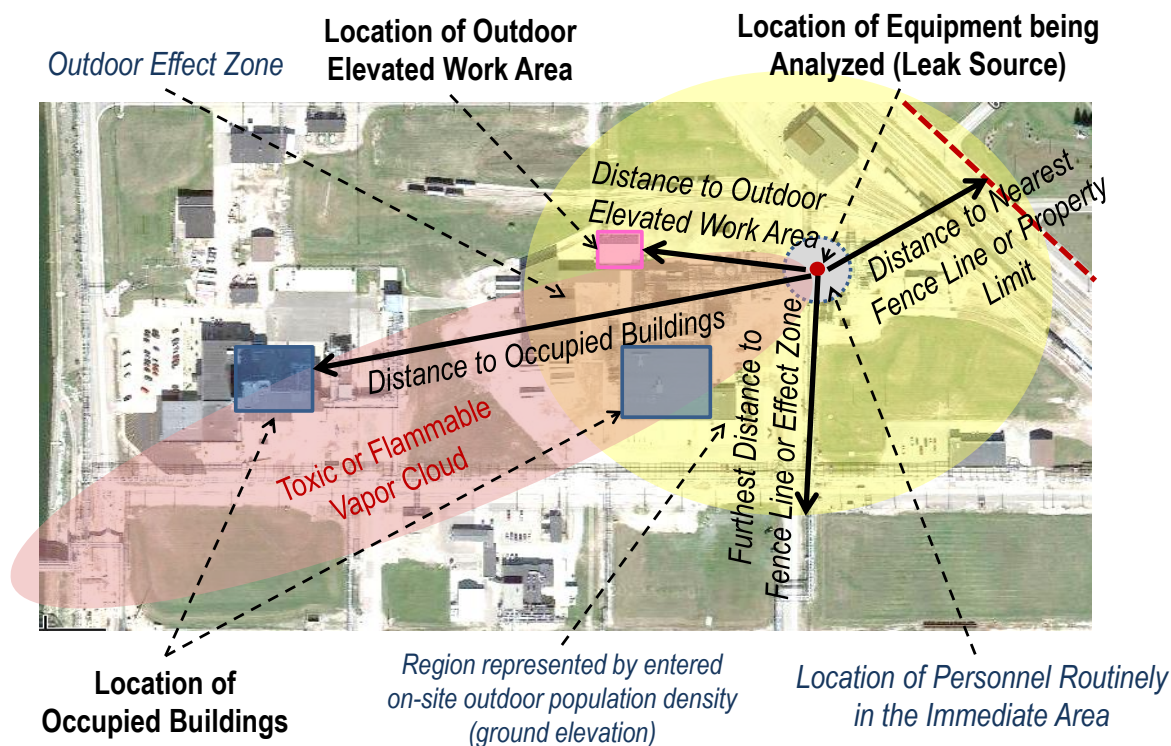 Outdoor Effect Zone
Location of Outdoor
Elevated Work Area
Location of Equipment being
Analyzed (Leak Source)
Distance to Outdoor
Elevated Work Area
Distance to Nearest
Fence Line or Property
Limit
Distance to Occupied Buildings
Furthest Distance to
Fence Line or Effect Zone
Toxic or Flammable
Vapor Cloud
Location of
Occupied Buildings
Region represented by entered
on-site outdoor population density
(ground elevation)
Location of Personnel Routinely
in the Immediate Area